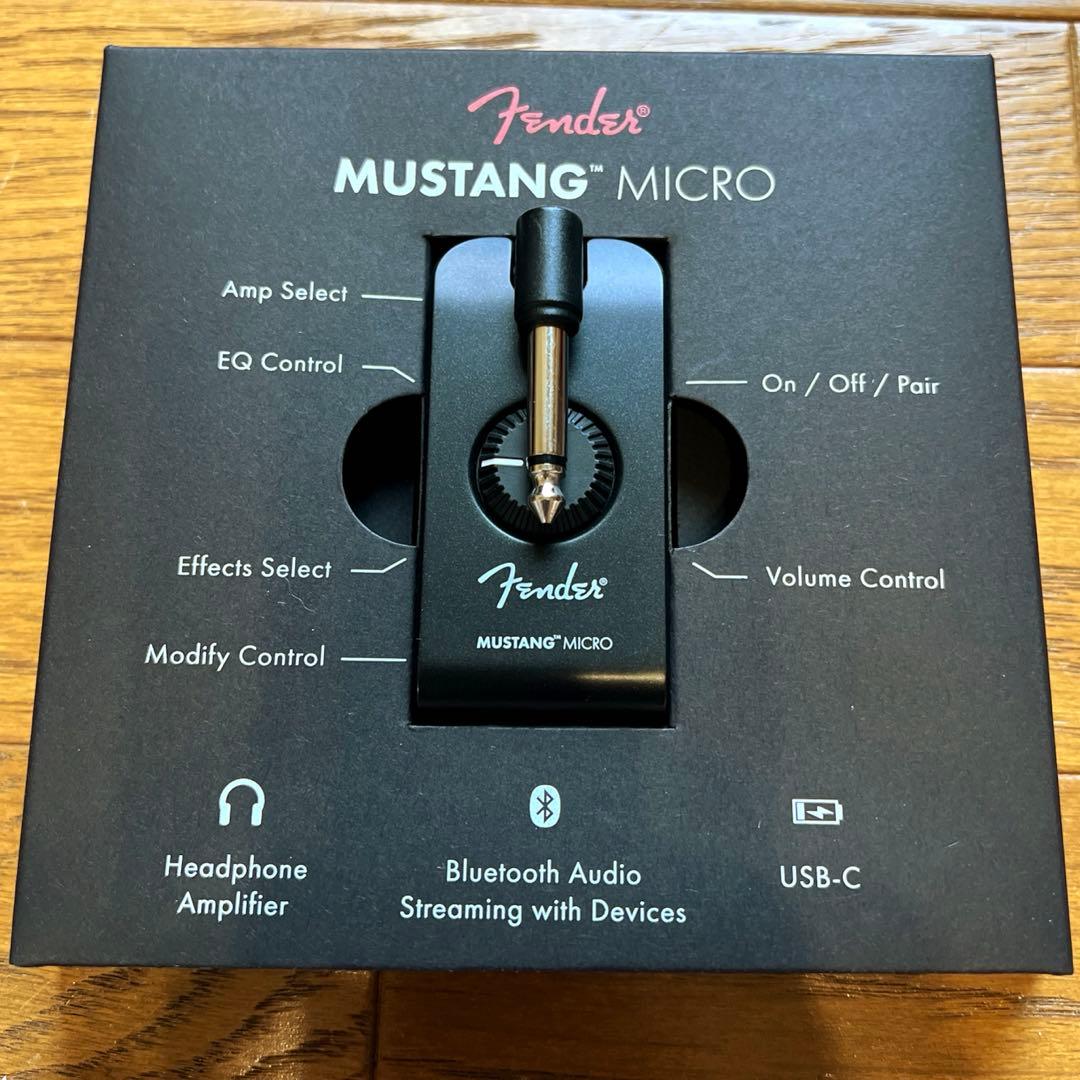 Fender®
MUSTANG™ MICRO
Amp Select
EQ Control
On / Off / Pair
Effects Select
Volume Control
Modify Control
Fender®
MUSTANG™ MICRO
Headphone
Amplifier
Bluetooth Audio
Streaming with Devices
USB-C